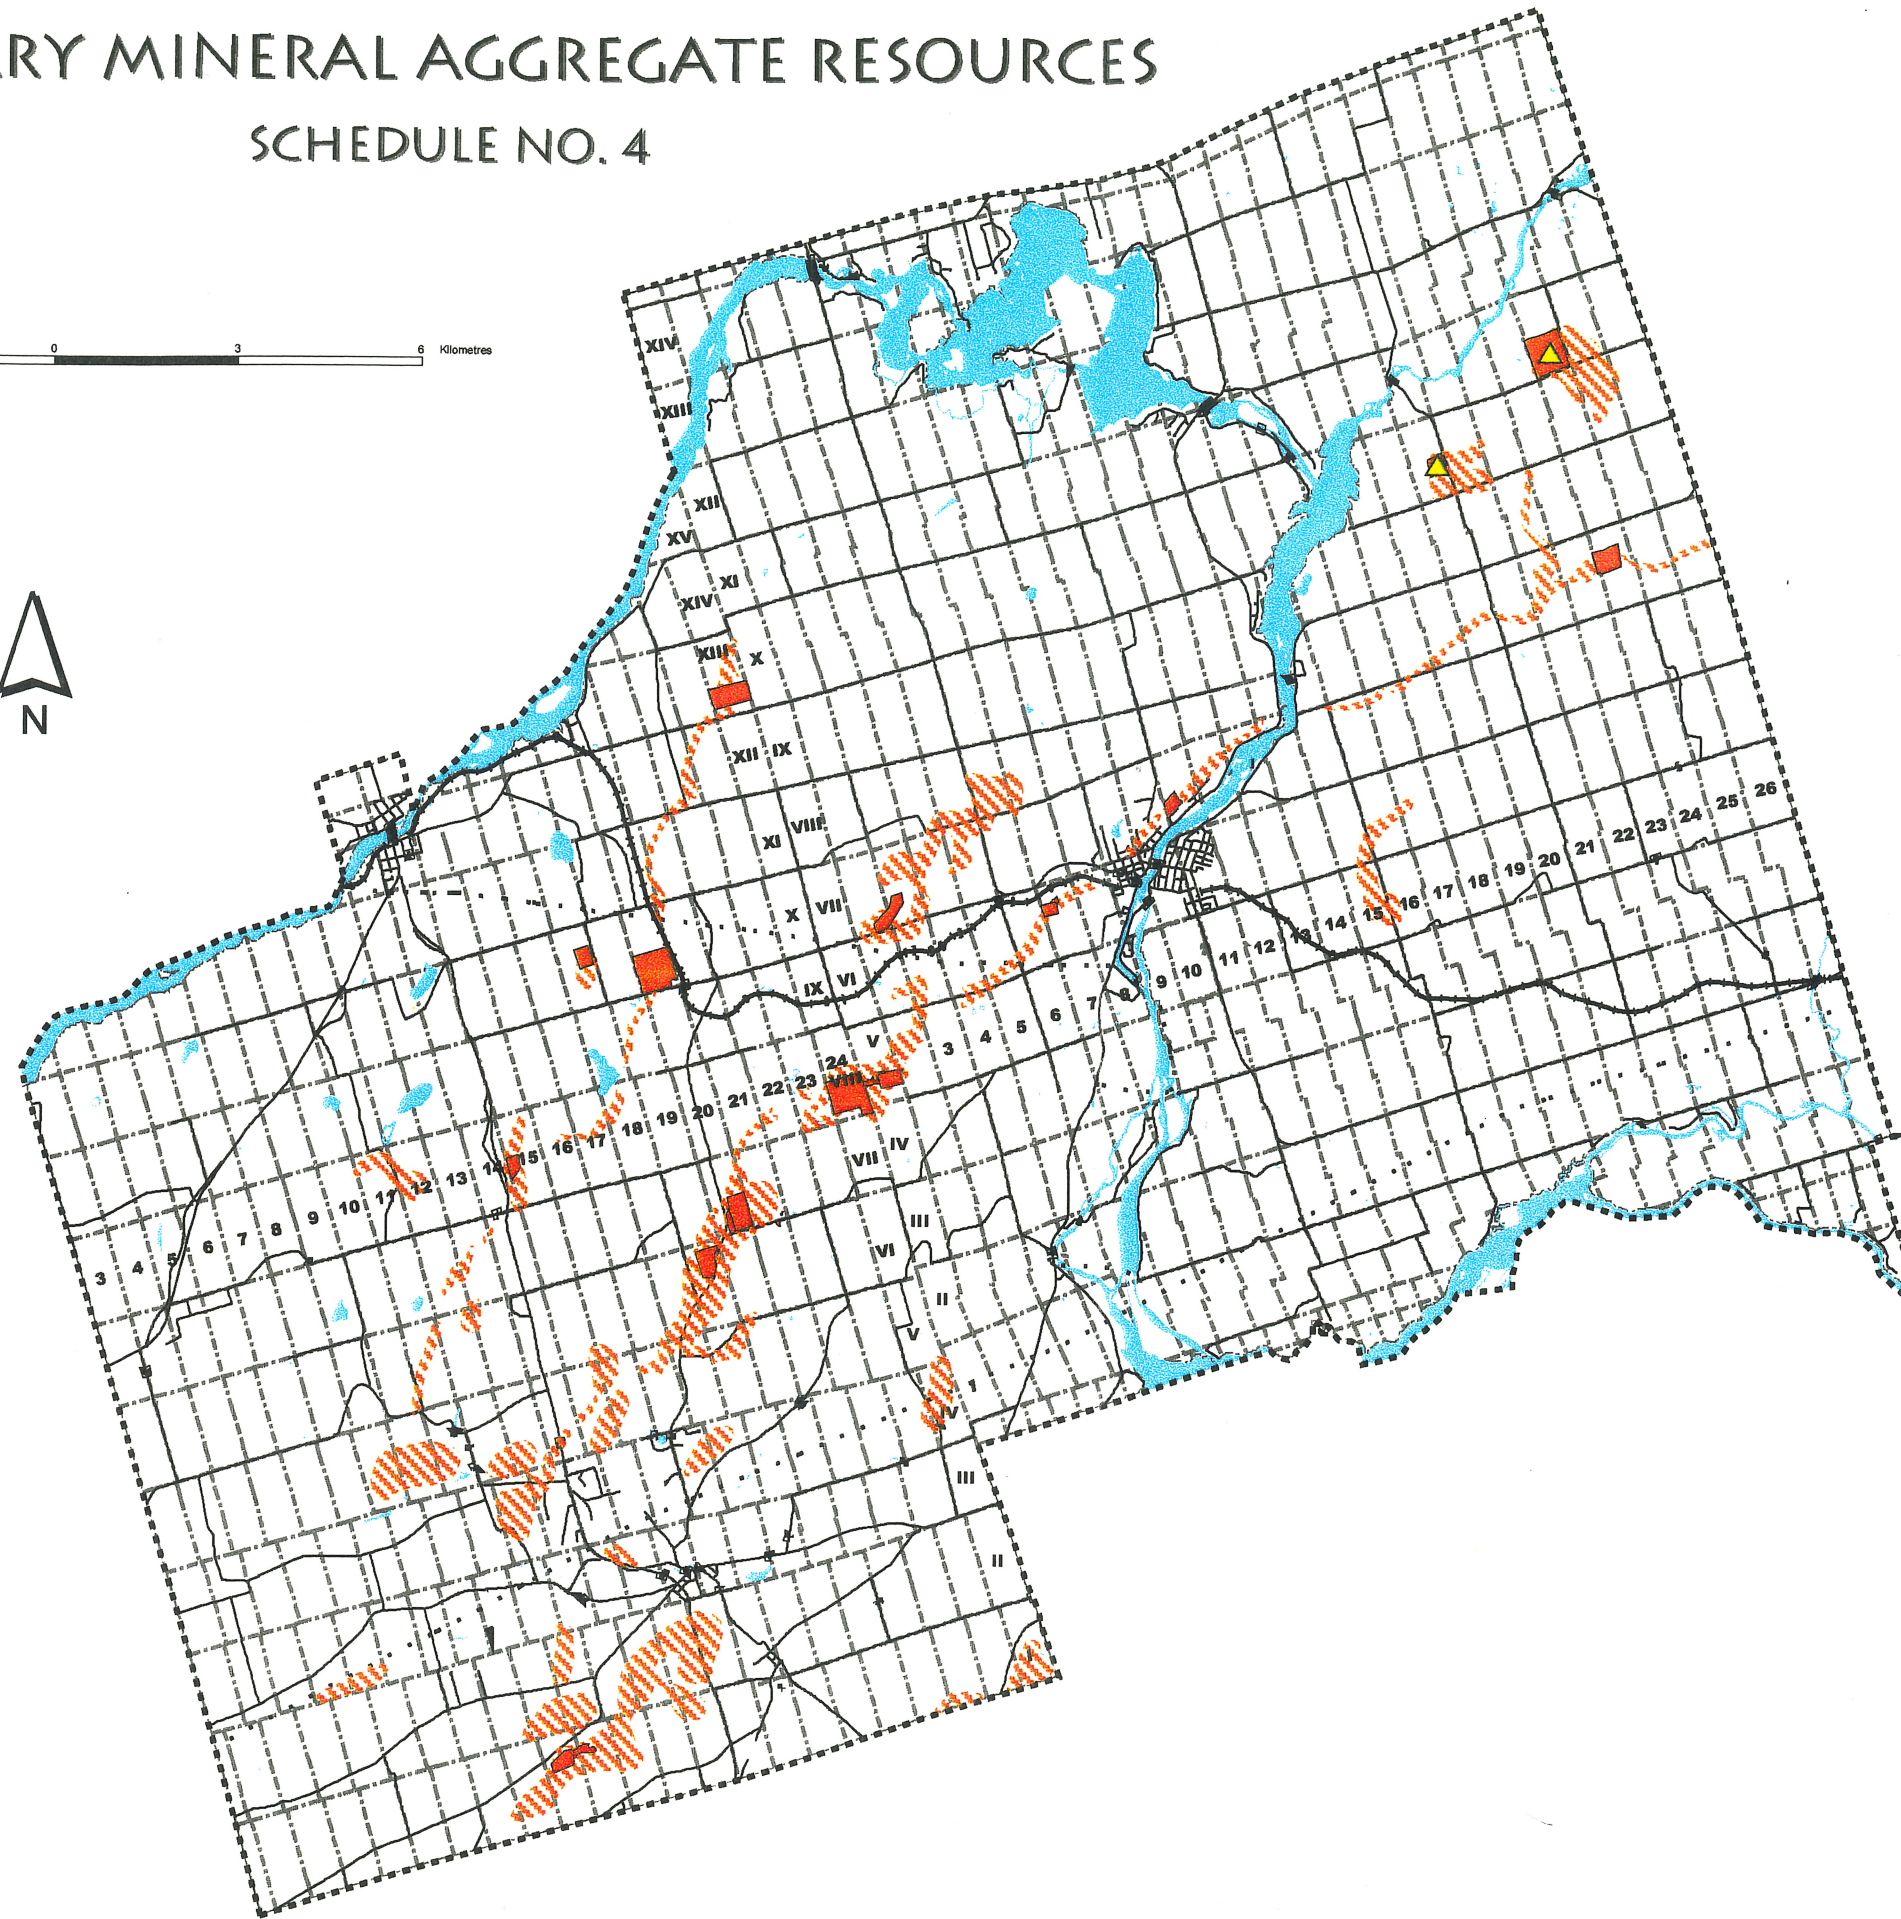 RY MINERAL AGGREGATE RESOURCES
SCHEDULE NO. 4
0 3 6 Kilometres
N
XIV
XIII
XII
XV
XI
XIV
XIII X
XII IX
XI VIII
X VII
IX VI
V
24
VIII
3 4 5 6 7 8 9 10 11 12 13 14 15 16 17 18 19 20 21 22 23 24 25 26
3 4 5 6 7 8 9 10 11 12 13 14 15 16 17 18 19 20 21 22 23
VII IV
III
VI
II
V
I
IV
III
II
I